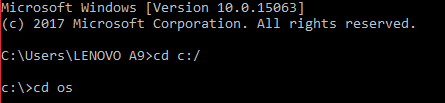 Microsoft Windows [Version 10.0.15063]
(c) 2017 Microsoft Corporation. All rights reserved.
C:\Users\LENOVO A9>cd c:/
c:\>cd os